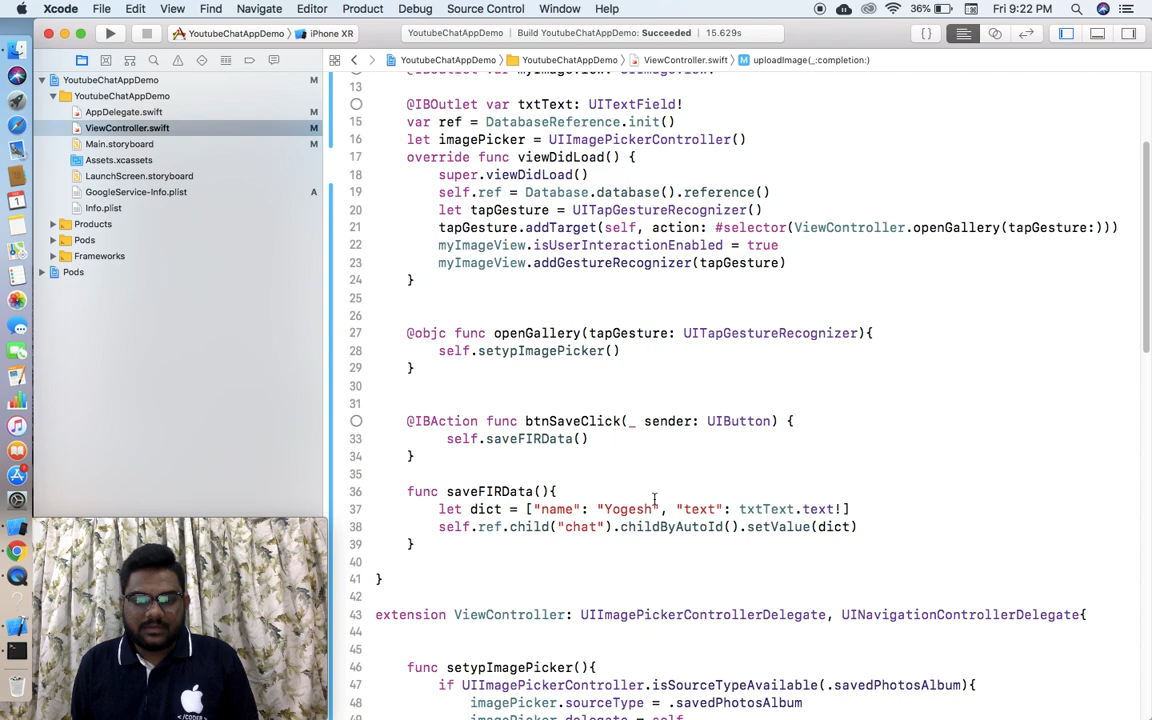 Xcode File Edit View Find Navigate Editor Product Debug Source Control Window Help 36% Fri 9:22 PM
YoutubeChatAppDemo iPhone XR YoutubeChatAppDemo Build YoutubeChatAppDemo: Succeeded 15.629s
YoutubeChatAppDemo YoutubeChatAppDemo ViewController.swift M uploadImage(_:completion:)
YoutubeChatAppDemo M
YoutubeChatAppDemo
AppDelegate.swift M
ViewController.swift M
Main.storyboard M
Assets.xcassets
LaunchScreen.storyboard
GoogleService-Info.plist A
Info.plist
Products
Pods
Frameworks
Pods
@IBOutlet var myImageView: UIImageView!
13
@IBOutlet var txtText: UITextField!
15 var ref = DatabaseReference.init()
16 let imagePicker = UIImagePickerController()
17 override func viewDidLoad() {
18 super.viewDidLoad()
19 self.ref = Database.database().reference()
20 let tapGesture = UITapGestureRecognizer()
21 tapGesture.addTarget(self, action: #selector(ViewController.openGallery(tapGesture:)))
22 myImageView.isUserInteractionEnabled = true
23 myImageView.addGestureRecognizer(tapGesture)
24 }
25
26
27 @objc func openGallery(tapGesture: UITapGestureRecognizer){
28 self.setypImagePicker()
29 }
30
31
@IBAction func btnSaveClick(_ sender: UIButton) {
33 self.saveFIRData()
34 }
35
36 func saveFIRData(){
37 let dict = ["name": "Yogesh", "text": txtText.text!]
38 self.ref.child("chat").childByAutoId().setValue(dict)
39 }
40
41 }
42
43 extension ViewController: UIImagePickerControllerDelegate, UINavigationControllerDelegate{
44
45
46 func setypImagePicker(){
47 if UIImagePickerController.isSourceTypeAvailable(.savedPhotosAlbum){
48 imagePicker.sourceType = .savedPhotosAlbum
imagePicker.delegate = self